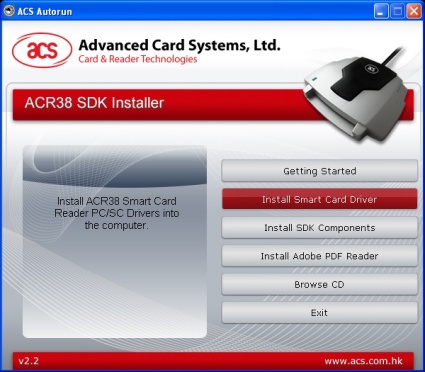 ACS Autorun
acs
Advanced Card Systems, Ltd.
Card & Reader Technologies
ACR38 SDK Installer
Install ACR38 Smart Card
Reader PC/SC Drivers into
the computer.
Getting Started
Install Smart Card Driver
Install SDK Components
Install Adobe PDF Reader
Browse CD
Exit
v2.2
www.acs.com.hk